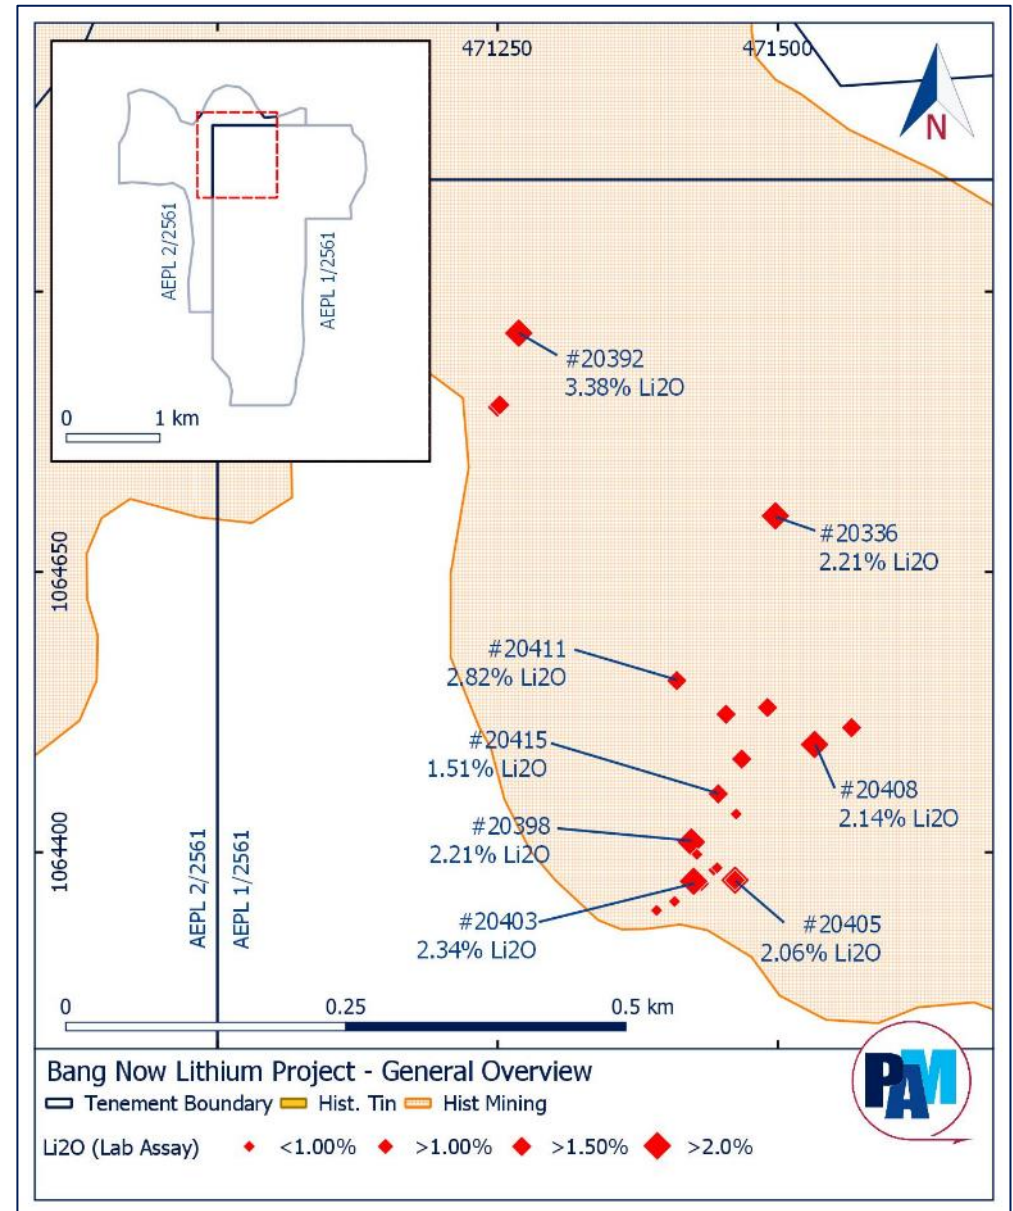 471250
471500
N
AEPL 2/2561
AEPL 1/2561
0
1 km
#20392
3.38% Li2O
#20336
2.21% Li2O
1064650
#20411
2.82% Li2O
#20415
1.51% Li2O
#20408
2.14% Li2O
#20398
2.21% Li2O
1064400
AEPL 2/2561
AEPL 1/2561
#20403
2.34% Li2O
#20405
2.06% Li2O
0
0.25
0.5 km
Bang Now Lithium Project - General Overview
Tenement Boundary Hist. Tin Hist Mining
Li2O (Lab Assay) <1.00% >1.00% >1.50% >2.0%
PAM